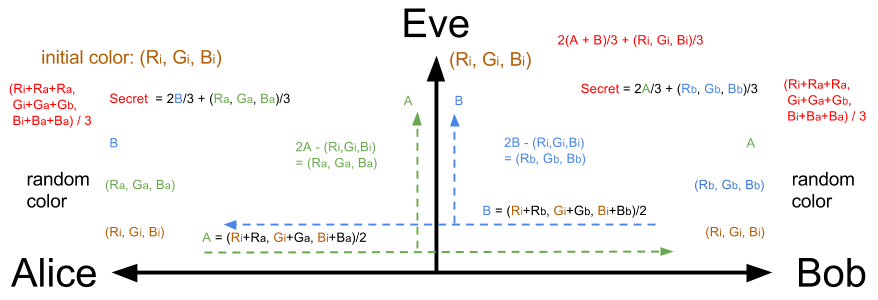 Eve
2(A + B)/3 + (Ri, Gi, Bi)/3
initial color: (Ri, Gi, Bi)
(Ri, Gi, Bi)
(Ri+Ra+Ra,
Gi+Ga+Gb,
Bi+Ba+Ba) / 3
Secret = 2B/3 + (Ra, Ga, Ba)/3
A
B
Secret = 2A/3 + (Rb, Gb, Bb)/3
(Ri+Ra+Ra,
Gi+Ga+Gb,
Bi+Ba+Ba) / 3
B
2A - (Ri,Gi,Bi)
= (Ra, Ga, Ba)
2B - (Ri,Gi,Bi)
= (Rb, Gb, Bb)
A
random
color
(Ra, Ga, Ba)
(Rb, Gb, Bb)
random
color
B = (Ri+Rb, Gi+Gb, Bi+Bb)/2
(Ri, Gi, Bi)
A = (Ri+Ra, Gi+Ga, Bi+Ba)/2
(Ri, Gi, Bi)
Alice
Bob